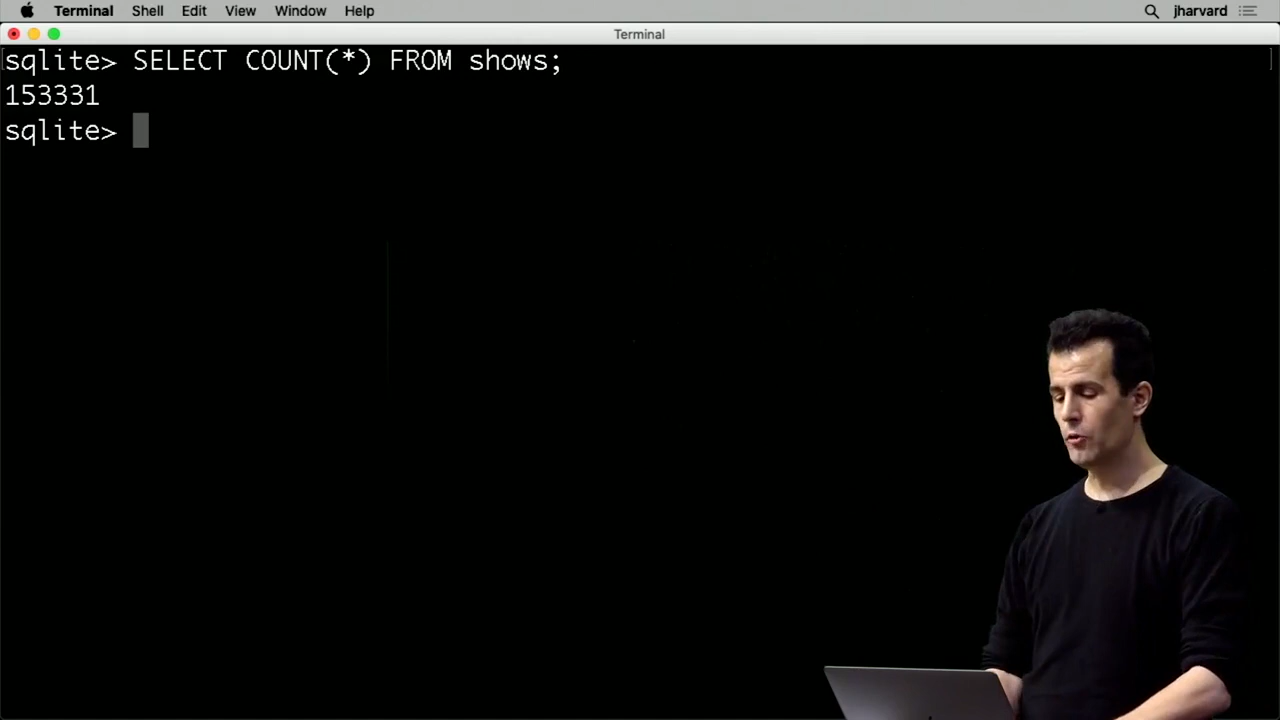 Terminal Shell Edit View Window Help jharvard
Terminal
sqlite> SELECT COUNT(*) FROM shows;
153331
sqlite>